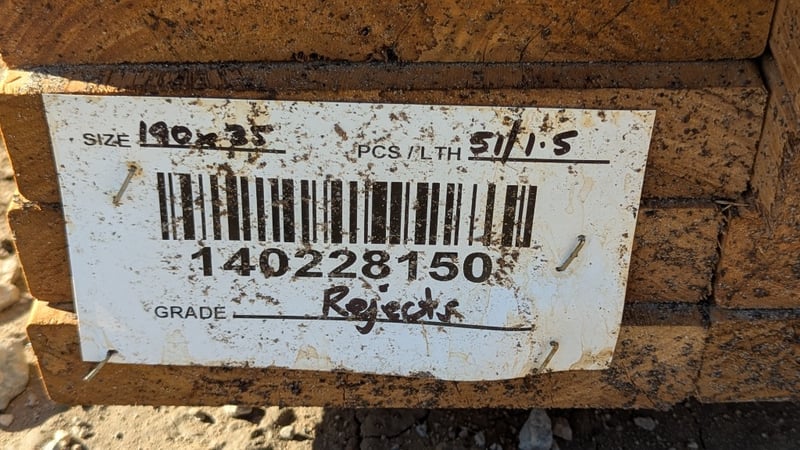 SIZE 190x35 PCS / LTH 51/1.5
140228150
GRADE Rejects